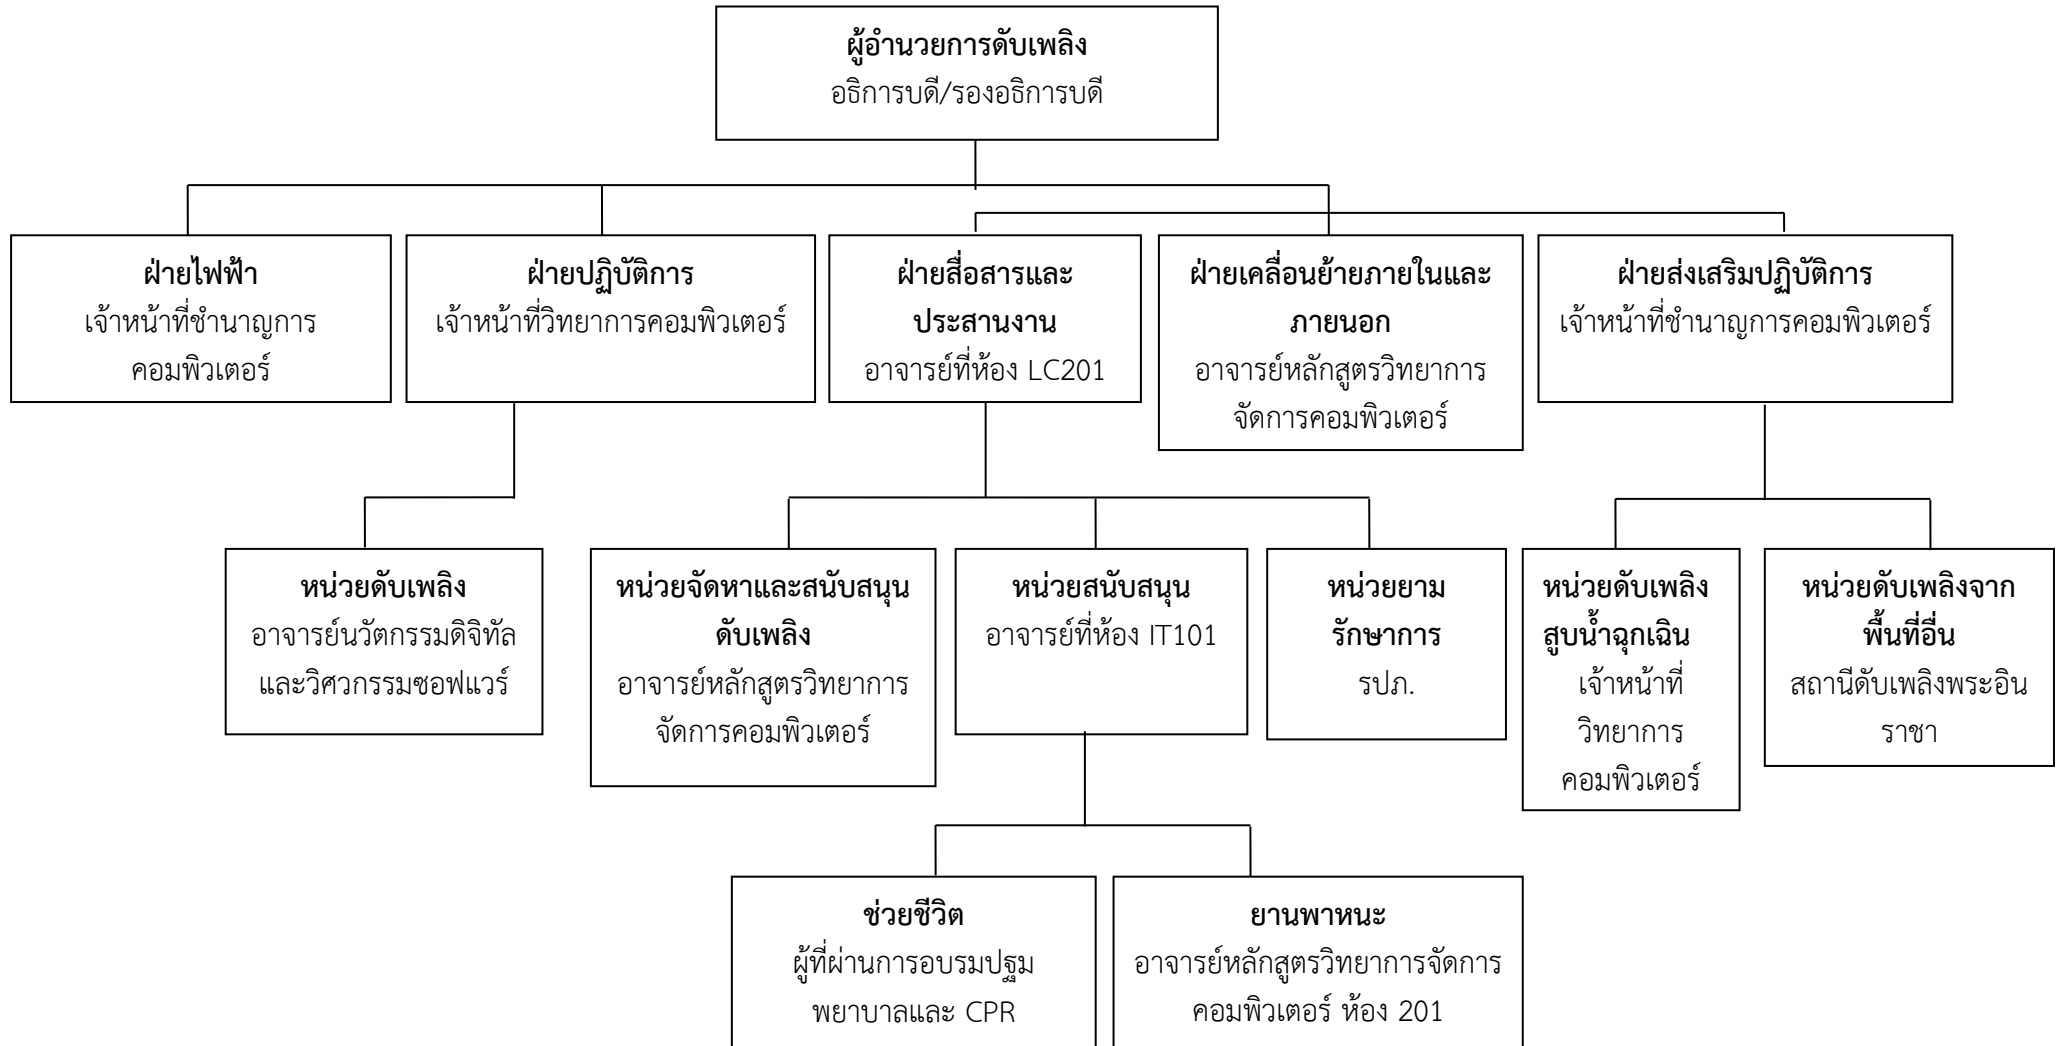 ผู้อำนวยการดับเพลิง
อธิการบดี/รองอธิการบดี
ฝ่ายไฟฟ้า
เจ้าหน้าที่ชำนาญการ
คอมพิวเตอร์
ฝ่ายปฏิบัติการ
เจ้าหน้าที่วิทยาการคอมพิวเตอร์
ฝ่ายสื่อสารและ
ประสานงาน
อาจารย์ที่ห้อง LC201
ฝ่ายเคลื่อนย้ายภายในและ
ภายนอก
อาจารย์หลักสูตรวิทยาการ
จัดการคอมพิวเตอร์
ฝ่ายส่งเสริมปฏิบัติการ
เจ้าหน้าที่ชำนาญการคอมพิวเตอร์
หน่วยดับเพลิง
อาจารย์นวัตกรรมดิจิทัล
และวิศวกรรมซอฟแวร์
หน่วยจัดหาและสนับสนุน
ดับเพลิง
อาจารย์หลักสูตรวิทยาการ
จัดการคอมพิวเตอร์
หน่วยสนับสนุน
อาจารย์ที่ห้อง IT101
หน่วยยาม
รักษาการ
รปภ.
หน่วยดับเพลิง
สูบน้ำฉุกเฉิน
เจ้าหน้าที่
วิทยาการ
คอมพิวเตอร์
หน่วยดับเพลิงจาก
พื้นที่อื่น
สถานีดับเพลิงพระอิน
ราชา
ช่วยชีวิต
ผู้ที่ผ่านการอบรมปฐม
พยาบาลและ CPR
ยานพาหนะ
อาจารย์หลักสูตรวิทยาการจัดการ
คอมพิวเตอร์ ห้อง 201